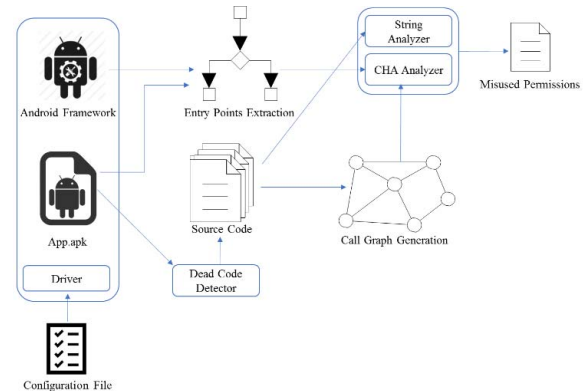 String
Analyzer
CHA Analyzer
Misused Permissions
Android Framework
Entry Points Extraction
App.apk
Source Code
Call Graph Generation
Driver
Dead Code
Detector
Configuration File